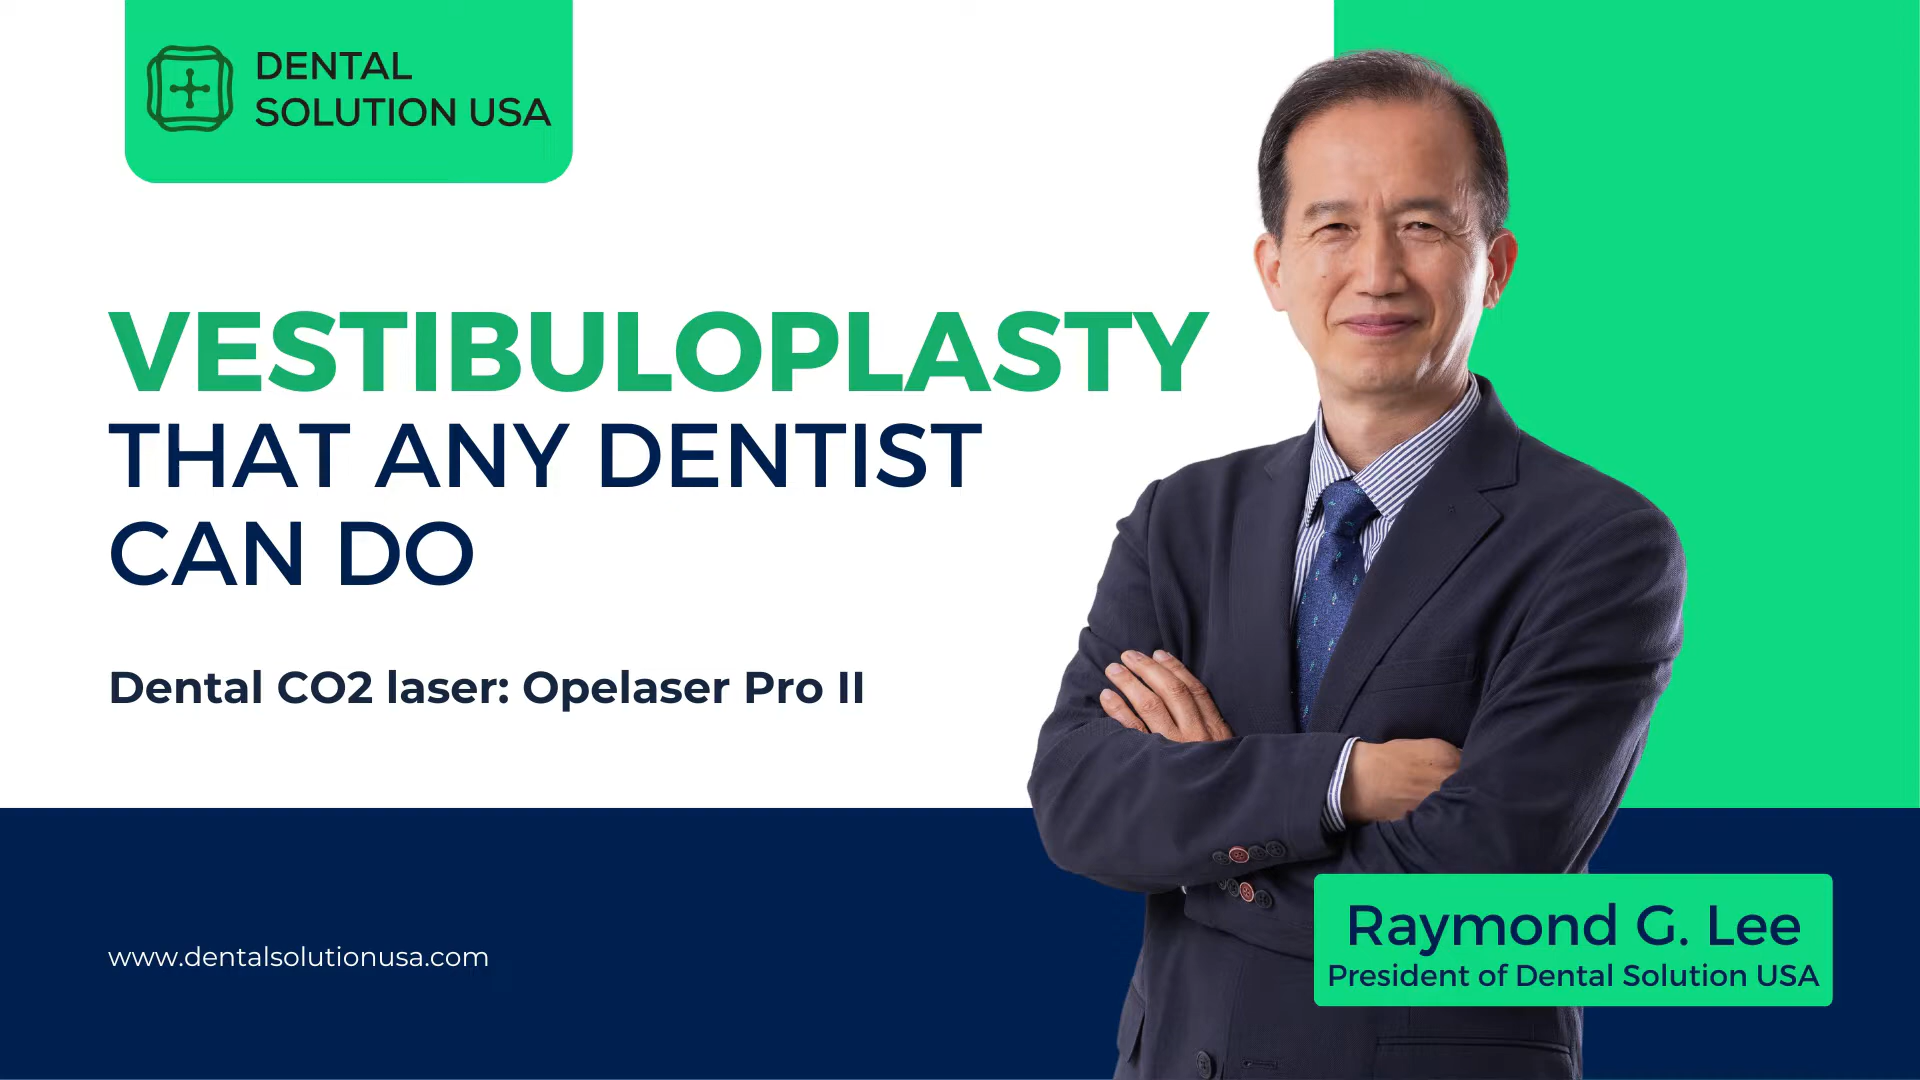 DENTAL
SOLUTION USA
VESTIBULOPLASTY
THAT ANY DENTIST
CAN DO
Dental CO2 laser: Opelaser Pro II
www.dentalsolutionusa.com
Raymond G. Lee
President of Dental Solution USA